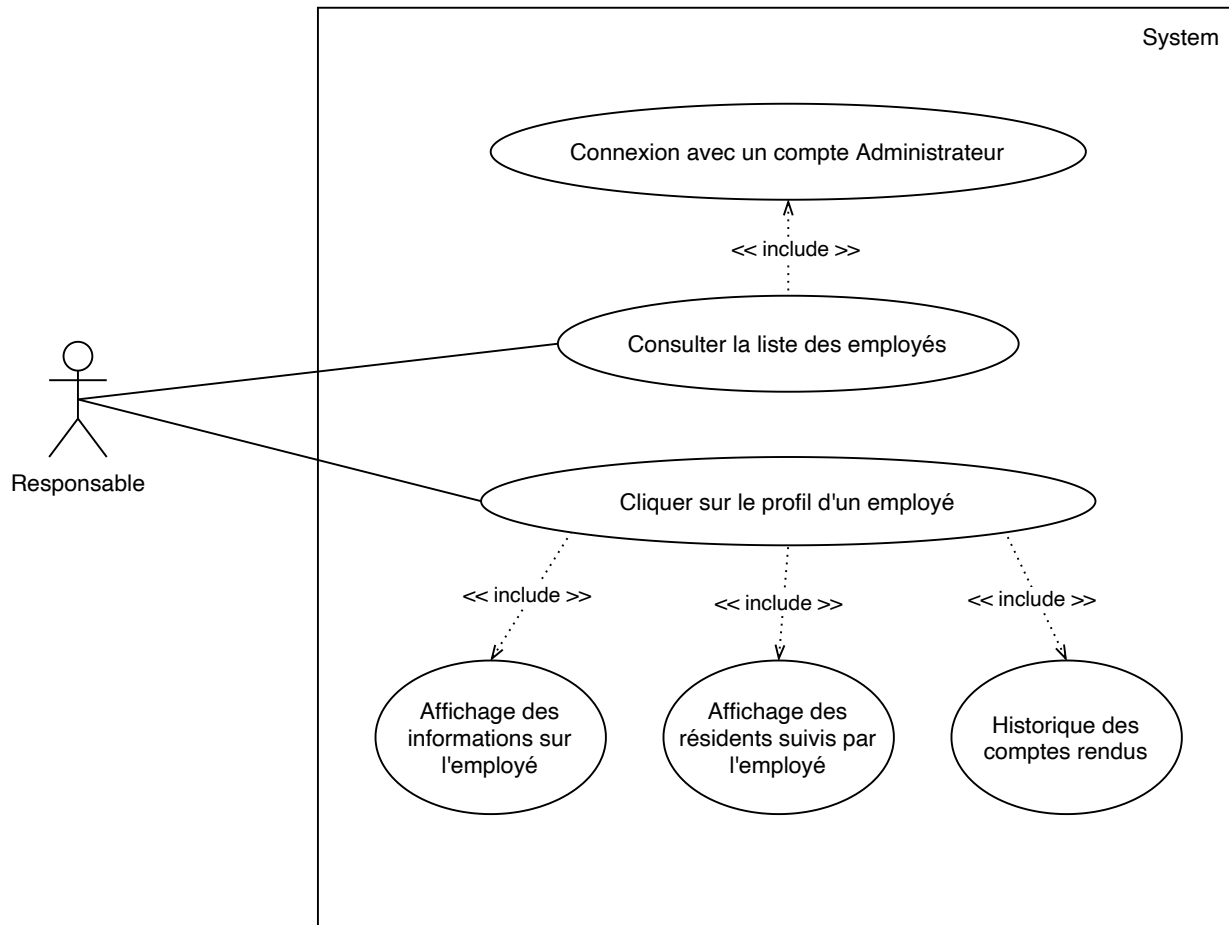 System
Connexion avec un compte Administrateur
<< include >>
Consulter la liste des employés
Responsable
Cliquer sur le profil d'un employé
<< include >>
<< include >>
<< include >>
Affichage des
informations sur
l'employé
Affichage des
résidents suivis par
l'employé
Historique des
comptes rendus